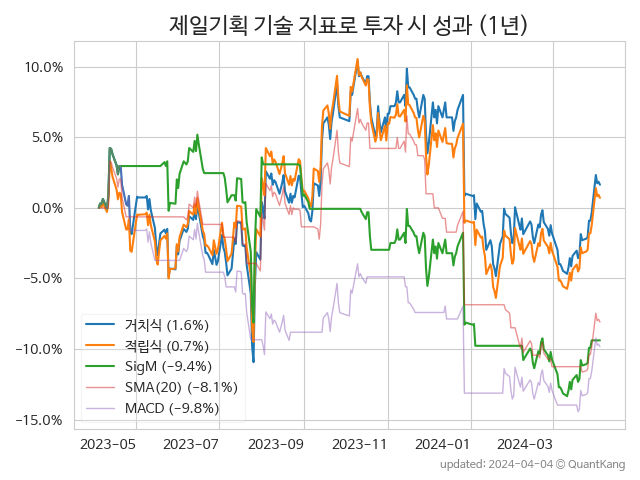 제일기획 기술 지표로 투자 시 성과 (1년)
10.0%
5.0%
0.0%
−5.0%
−10.0%
−15.0%
거치식 (1.6%)
적립식 (0.7%)
SigM (−9.4%)
SMA(20) (−8.1%)
MACD (−9.8%)
2023−05
2023−07
2023−09
2023−11
2024−01
2024−03
updated: 2024−04−04 ⓒ QuantKang